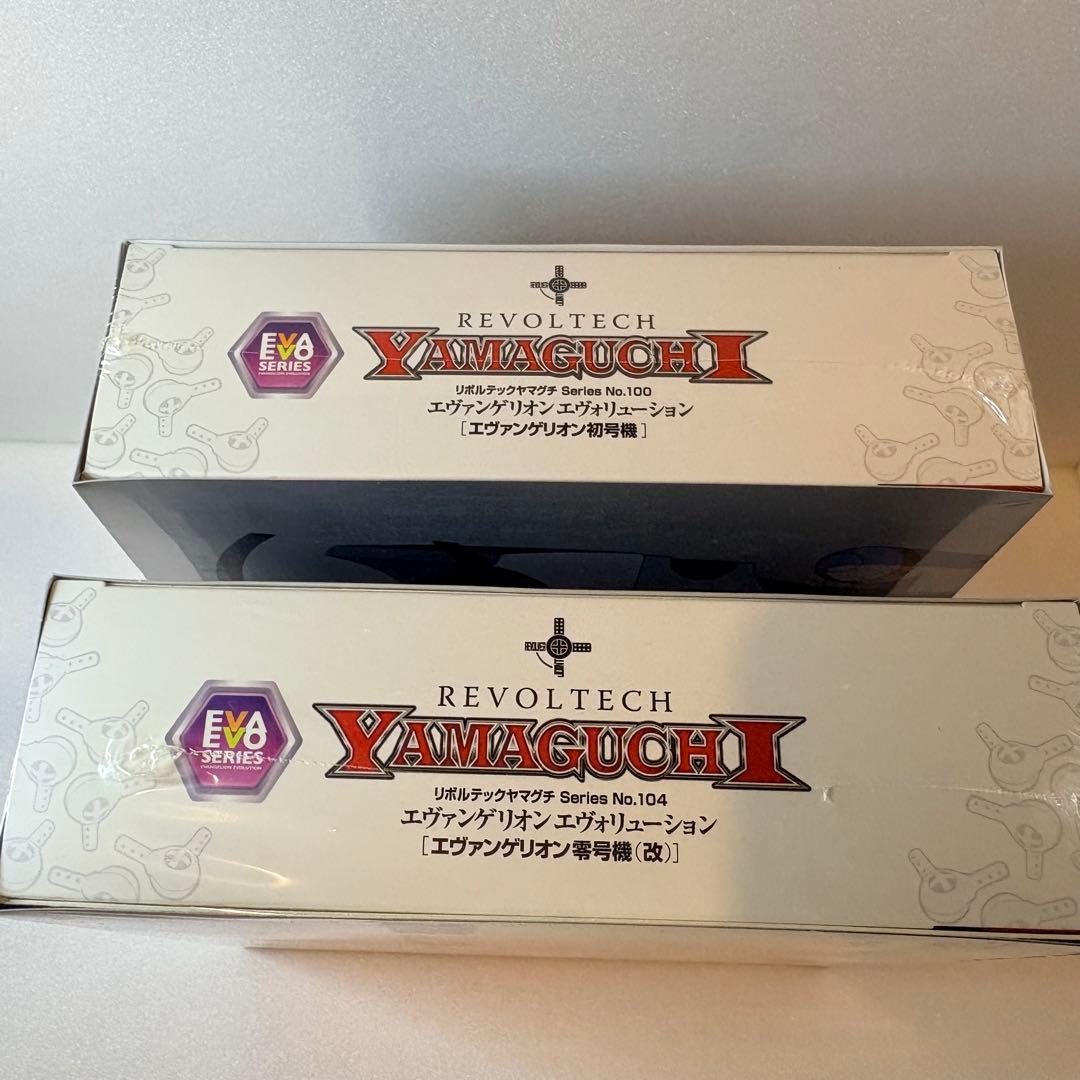 REVOLTECH
EVA
EVO
SERIES
EVANGELION EVOLUTION
YAMAGUCHI
リボルテックヤマグチ Series No.100
エヴァンゲリオン エヴォリューション
[エヴァンゲリオン初号機]
REVOLTECH
EVA
EVO
SERIES
EVANGELION EVOLUTION
YAMAGUCHI
リボルテックヤマグチ Series No.104
エヴァンゲリオン エヴォリューション
[エヴァンゲリオン零号機(改)]